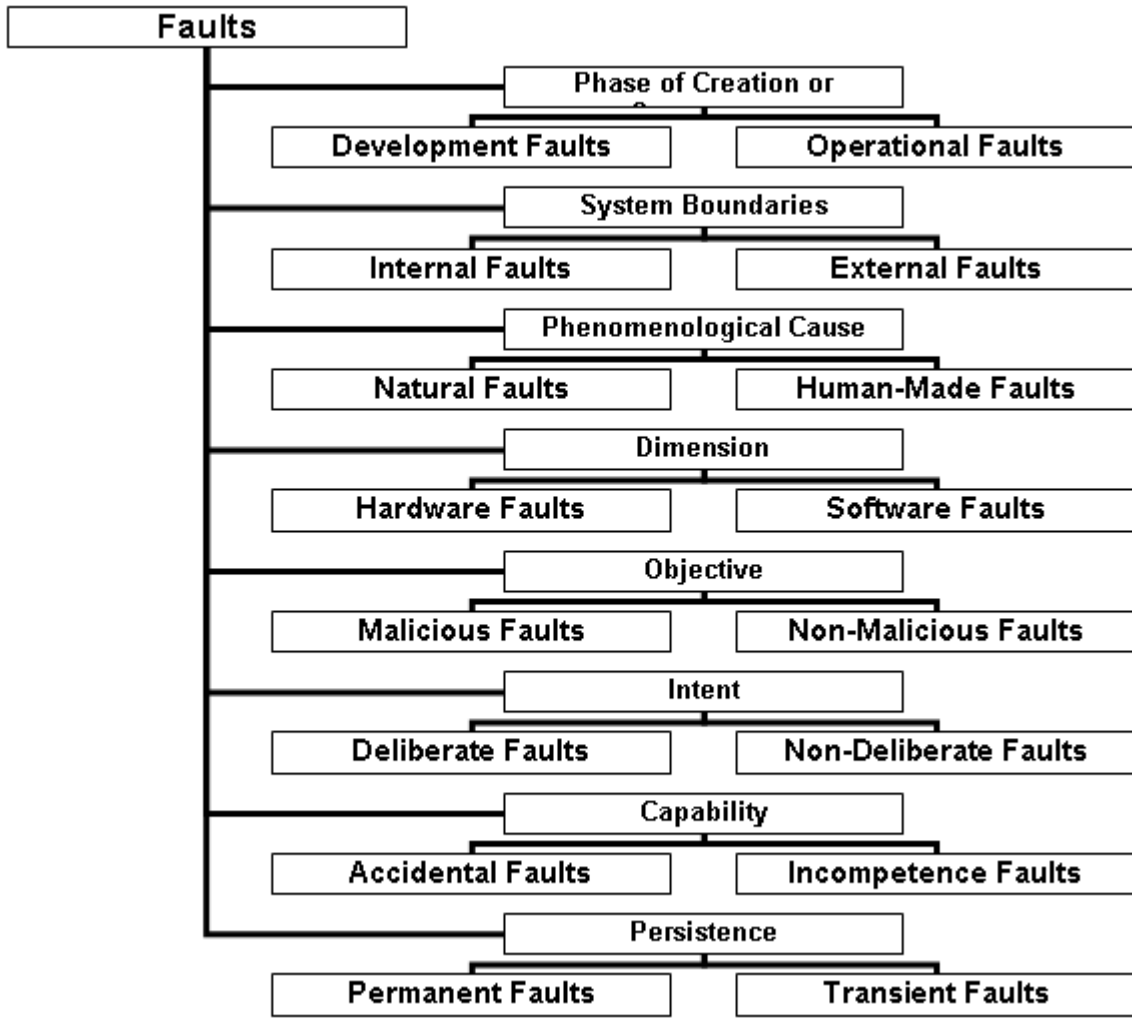 Faults
Phase of Creation or
Development Faults
Operational Faults
System Boundaries
Internal Faults
External Faults
Phenomenological Cause
Natural Faults
Human-Made Faults
Dimension
Hardware Faults
Software Faults
Objective
Malicious Faults
Non-Malicious Faults
Intent
Deliberate Faults
Non-Deliberate Faults
Capability
Accidental Faults
Incompetence Faults
Persistence
Permanent Faults
Transient Faults